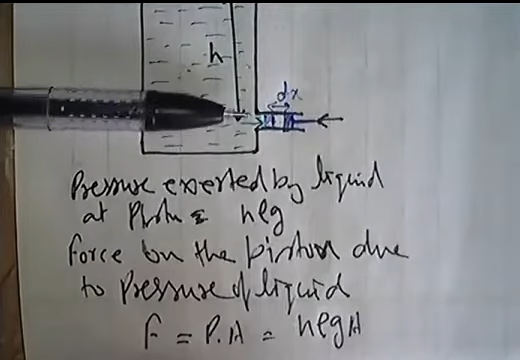 h
dx
Pressure exerted by liquid
at Piston = hρg
force on the piston due
to Pressure of liquid
F = P.A = hρgA